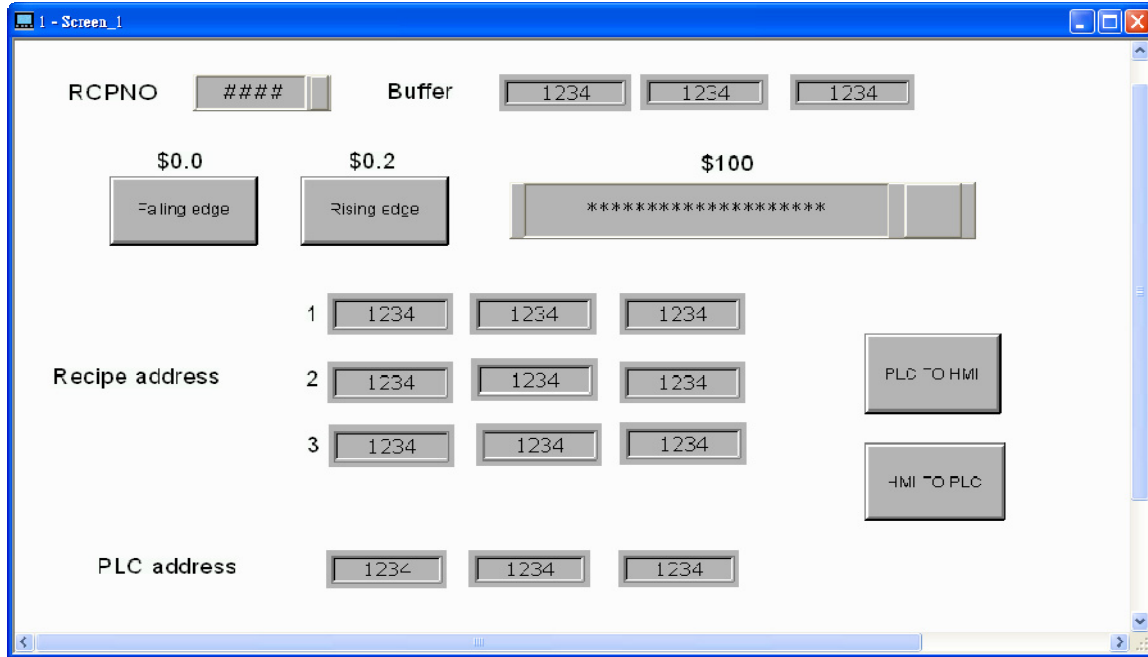 1 - Screen_1
RCPNO #### Buffer 1234 1234 1234
$0.0 $0.2 $100
Faling edge Rising edge ********************
1 1234 1234 1234
Recipe address 2 1234 1234 1234
3 1234 1234 1234
PLC TO HMI
HMI TO PLC
PLC address 1234 1234 1234